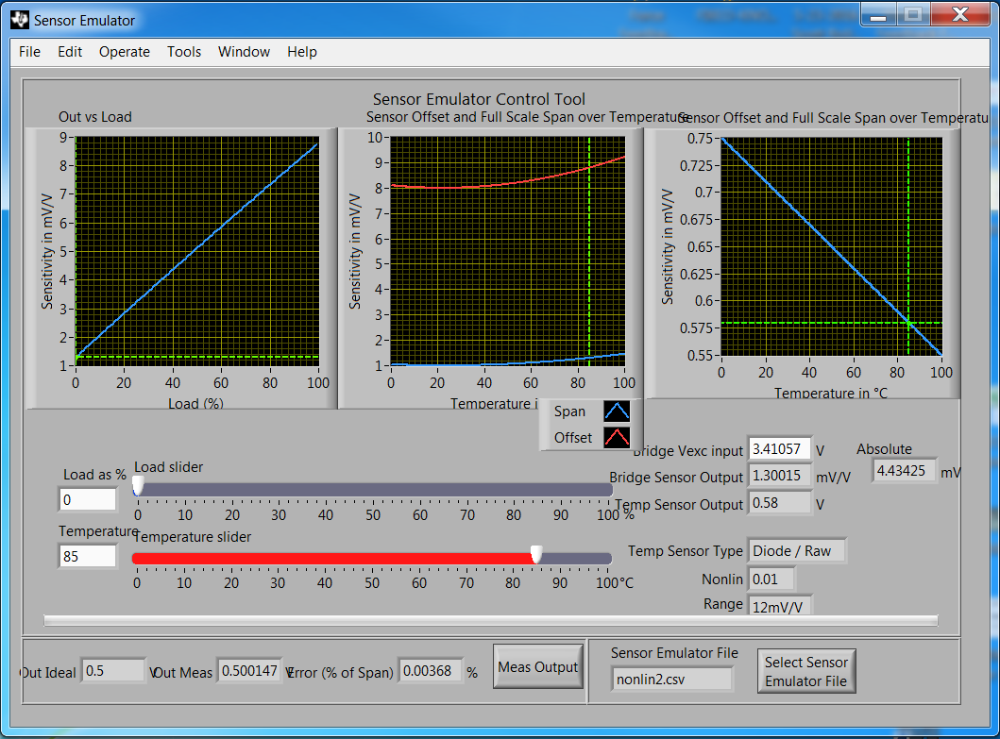 Sensor Emulator
File Edit Operate Tools Window Help
Sensor Emulator Control Tool
Out vs Load
Sensor Offset and Full Scale Span over Temperature
Sensor Offset and Full Scale Span over Temperatu
Sensitivity in mV/V
9
8
7
6
5
4
3
2
1
0 20 40 60 80 100
Load (%)
Sensitivity in mV/V
10
9
8
7
6
5
4
3
2
1
0 20 40 60 80 100
Temperature i
Span
Offset
Sensitivity in mV/V
0.75
0.725
0.7
0.675
0.65
0.625
0.6
0.575
0.55
0 20 40 60 80 100
Temperature in °C
Load as %
0
Load slider
0 10 20 30 40 50 60 70 80 90 100 %
Temperature
85
Temperature slider
0 10 20 30 40 50 60 70 80 90 100°C
Bridge Vexc input 3.41057 V
Bridge Sensor Output 1.30015 mV/V
Absolute
4.43425 mV
Temp Sensor Output 0.58 V
Temp Sensor Type Diode / Raw
Nonlin 0.01
Range 12mV/V
Out Ideal 0.5 V
Out Meas 0.500147 V
Error (% of Span) 0.00368 %
Meas Output
Sensor Emulator File
nonlin2.csv
Select Sensor
Emulator File